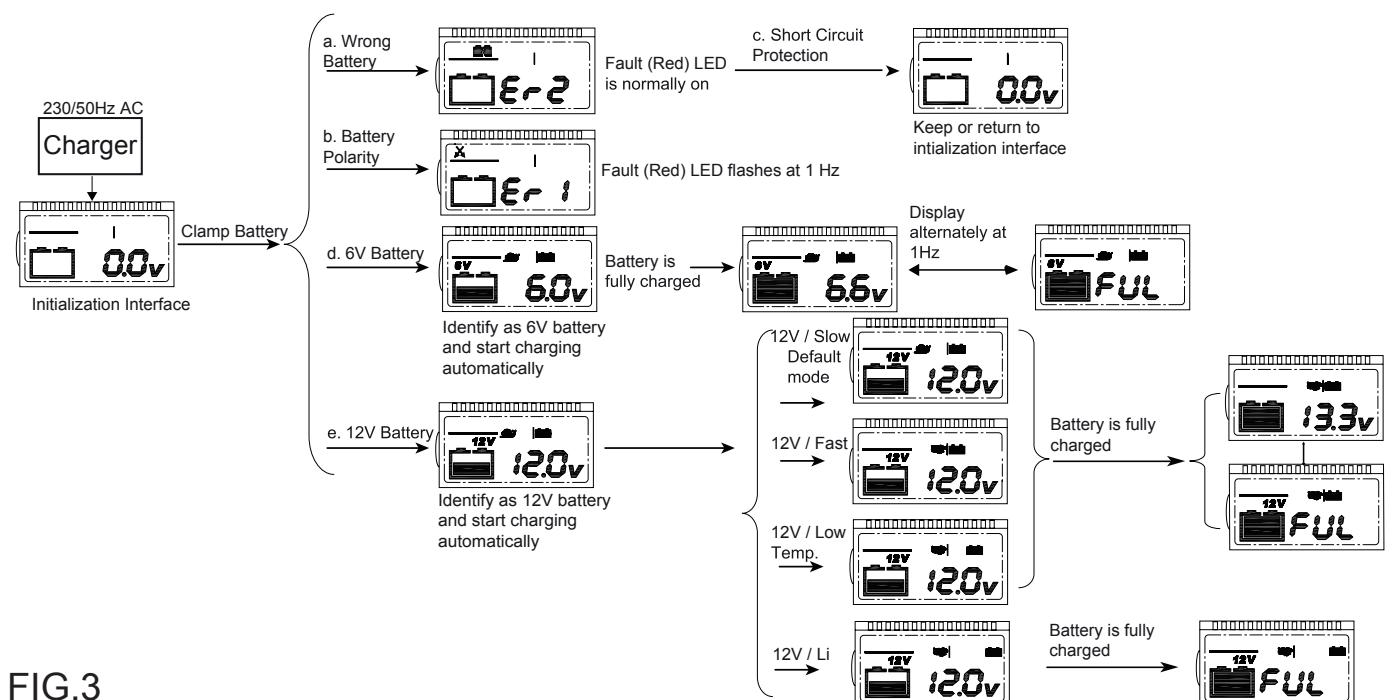 230/50Hz AC
Charger
0.0v
Initialization Interface
Clamp Battery
a. Wrong
Battery
Er2
Fault (Red) LED
is normally on
c. Short Circuit
Protection
0.0v
Keep or return to
intialization interface
b. Battery
Polarity
Er1
Fault (Red) LED flashes at 1 Hz
d. 6V Battery
6V
6.0v
Identify as 6V battery
and start charging
automatically
Battery is
fully charged
6V
6.6v
Display
alternately at
1Hz
6V
FUL
e. 12V Battery
12V
12.0v
Identify as 12V battery
and start charging
automatically
12V / Slow
Default
mode
12V
12.0v
12V / Fast
12V
12.0v
12V / Low
Temp.
12V
12.0v
Battery is fully
charged
13.3v
12V
FUL
12V / Li
12V
12.0v
Battery is fully
charged
12V
FUL
FIG.3